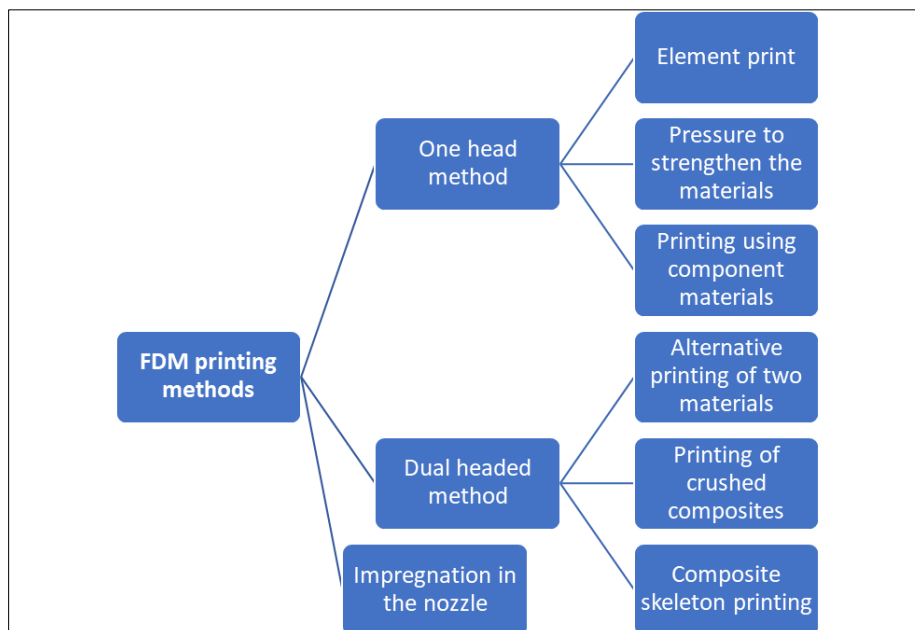 Element print
One head
method
Pressure to
strengthen the
materials
Printing using
component
materials
FDM printing
methods
Alternative
printing of two
materials
Dual headed
method
Printing of
crushed
composites
Impregnation in
the nozzle
Composite
skeleton printing